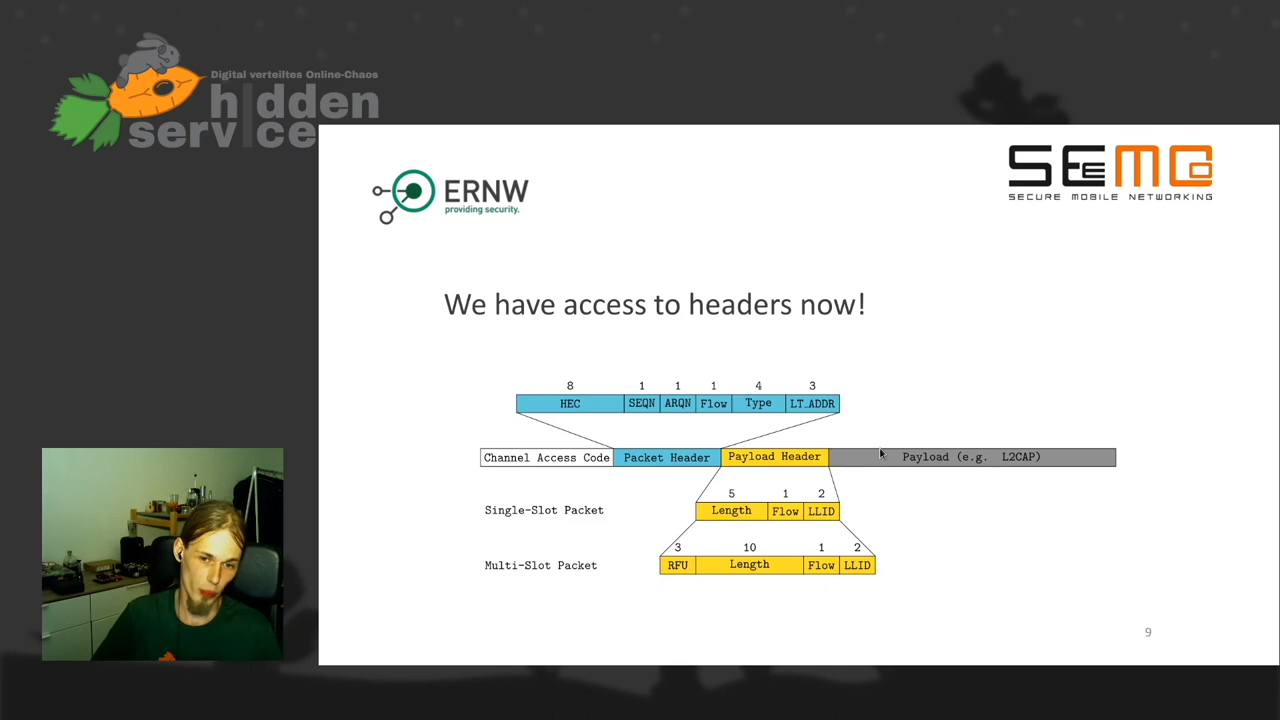 Digital verteiltes Online-Chaos
h|dden
serv|ce
ERNW
providing security.
SEEMOO
SECURE MOBILE NETWORKING
We have access to headers now!
8 1 1 1 4 3
HEC SEQN ARQN Flow Type LT_ADDR
Channel Access Code Packet Header Payload Header Payload (e.g. L2CAP)
5 1 2
Single-Slot Packet Length Flow LLID
3 10 1 2
Multi-Slot Packet RFU Length Flow LLID
9